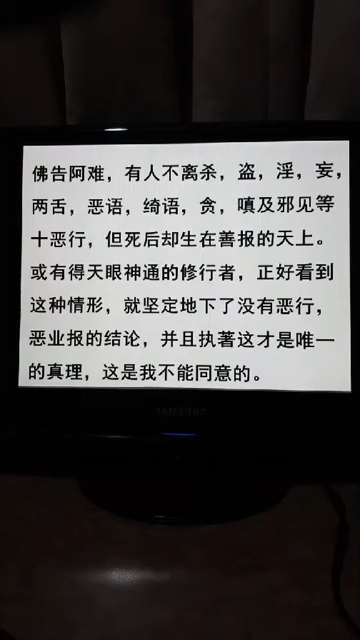 佛告阿难，有人不离杀，盗，淫，妄，
两舌，恶语，绮语，贪，嗔及邪见等
十恶行，但死后却生在善报的天上。
或有得天眼神通的修行者，正好看到
这种情形，就坚定地下了没有恶行，
恶业报的结论，并且执著这才是唯一
的真理，这是我不能同意的。
SAMSUNG